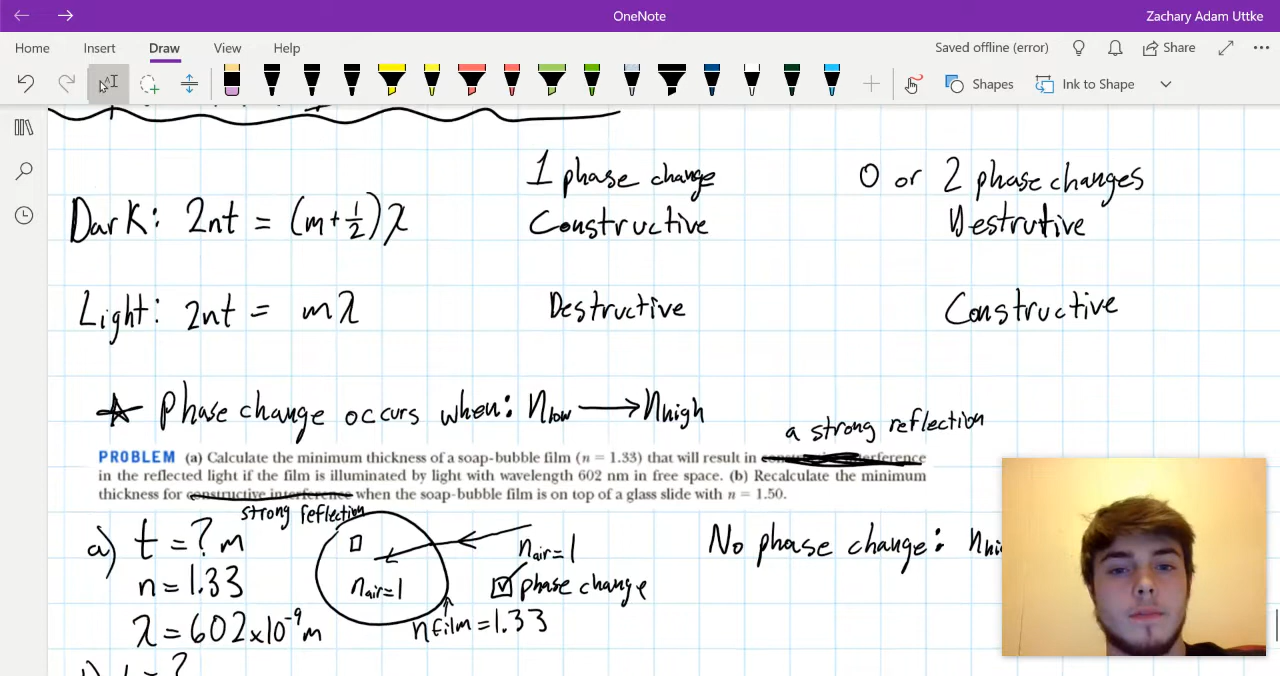 OneNote
Zachary Adam Uttke
Home Insert Draw View Help
Saved offline (error) Share
Shapes Ink to Shape
1 phase change
0 or 2 phase changes
Dark: 2nt = (m+1/2)λ Constructive Destrutive
Light: 2nt = mλ Destructive Constructive
Phase change occurs when: nlow → nhigh
a strong reflection
PROBLEM (a) Calculate the minimum thickness of a soap-bubble film (n = 1.33) that will result in
in the reflected light if the film is illuminated by light with wavelength 602 nm in free space. (b) Recalculate the minimum
thickness for constructive interference when the soap-bubble film is on top of a glass slide with n = 1.50.
strong reflection
a) t = ? m
n = 1.33
λ = 602x10⁻⁹m
nair=1
nair=1
phase change
nfilm = 1.33
No phase change: